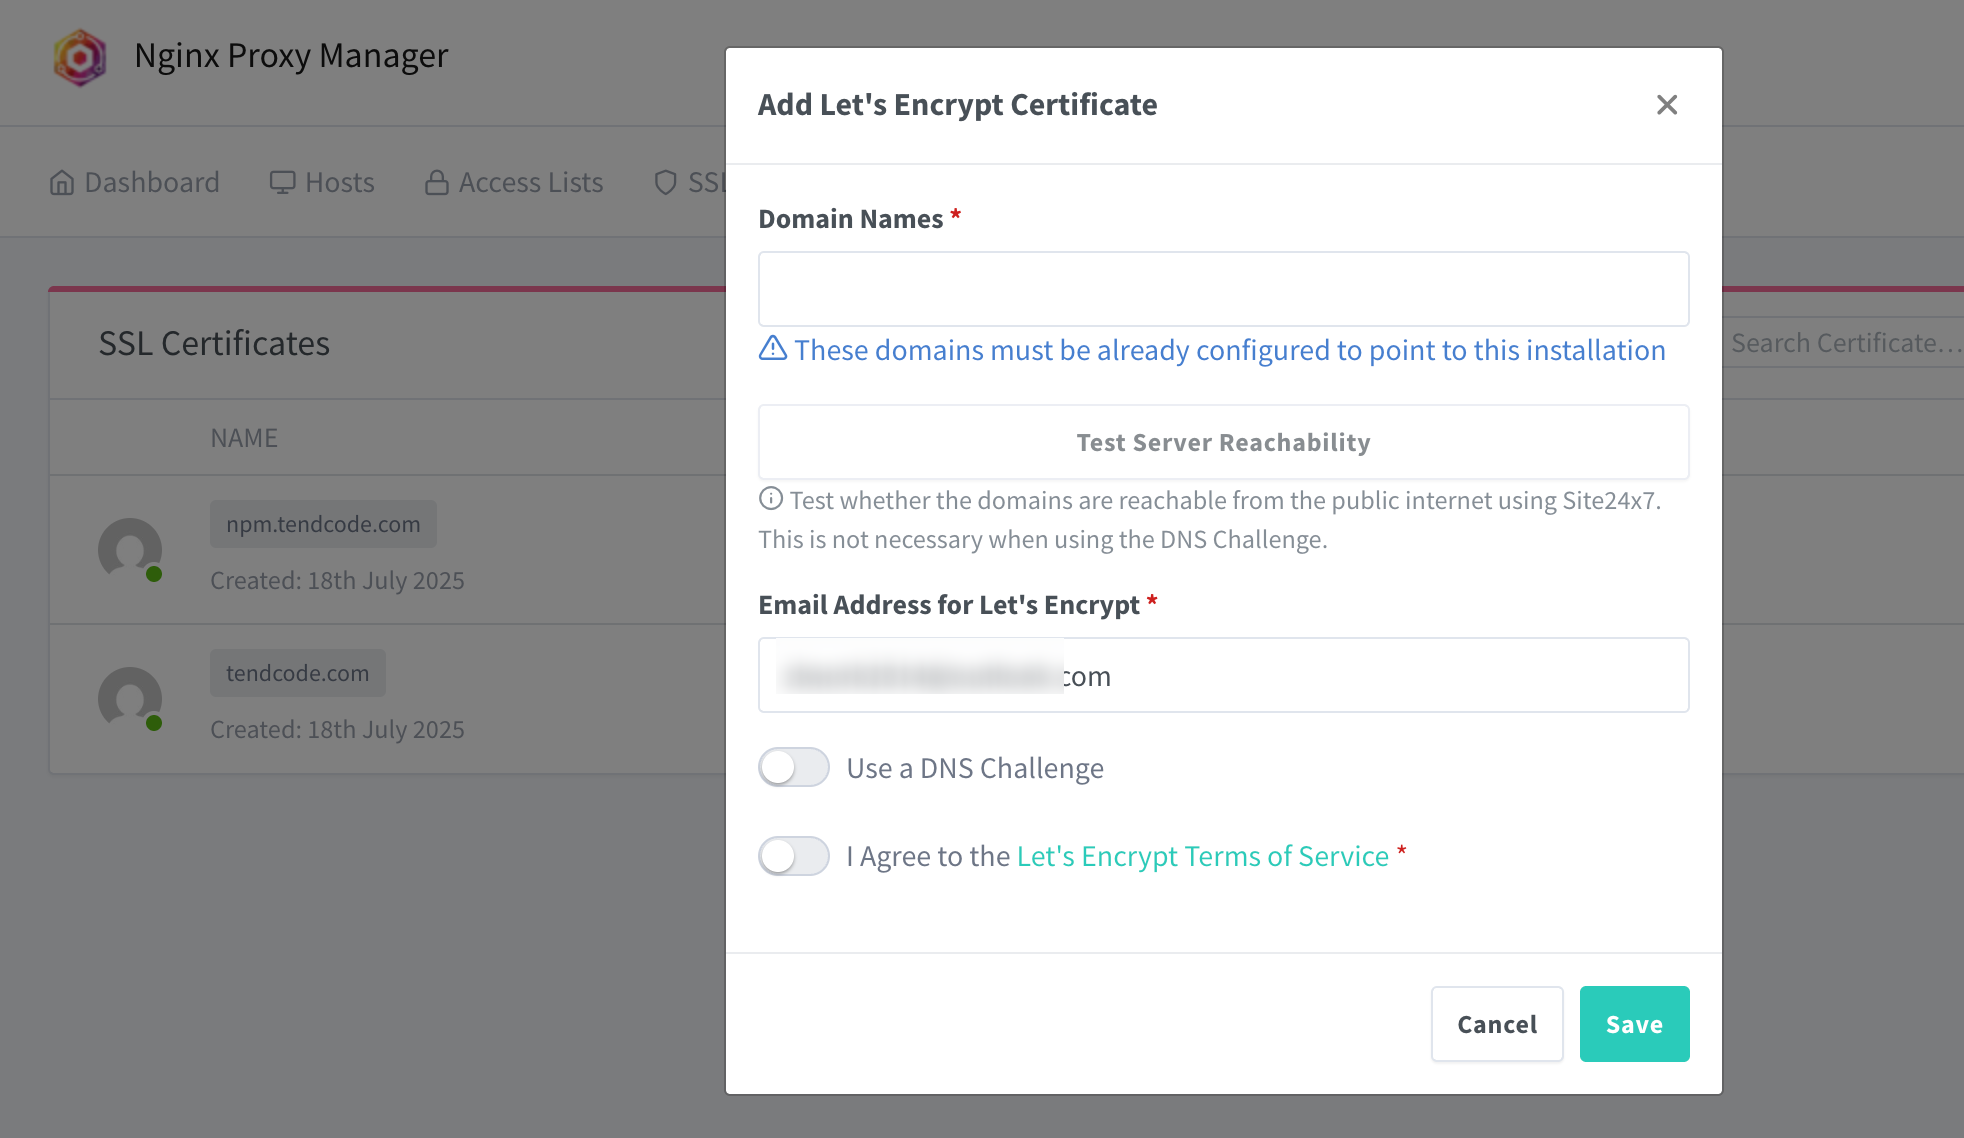 Nginx Proxy Manager
Dashboard
Hosts
Access Lists
SSL
SSL Certificates
Search Certificate…
NAME
npm.tendcode.com
Created: 18th July 2025
tendcode.com
Created: 18th July 2025
Add Let's Encrypt Certificate
Domain Names *
These domains must be already configured to point to this installation
Test Server Reachability
Test whether the domains are reachable from the public internet using Site24x7.
This is not necessary when using the DNS Challenge.
Email Address for Let's Encrypt *
com
Use a DNS Challenge
I Agree to the Let's Encrypt Terms of Service *
Cancel
Save